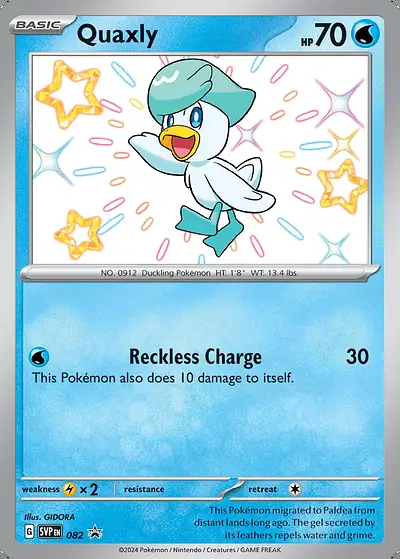 BASIC
Quaxly
HP 70
NO. 0912 Duckling Pokémon HT: 1'8" WT: 13.4 lbs.
Reckless Charge 30
This Pokémon also does 10 damage to itself.
weakness ×2 resistance retreat
Illus. GIDORA
G SVP EN 082
This Pokémon migrated to Paldea from
distant lands long ago. The gel secreted by
its feathers repels water and grime.
©2024 Pokémon / Nintendo / Creatures / GAME FREAK